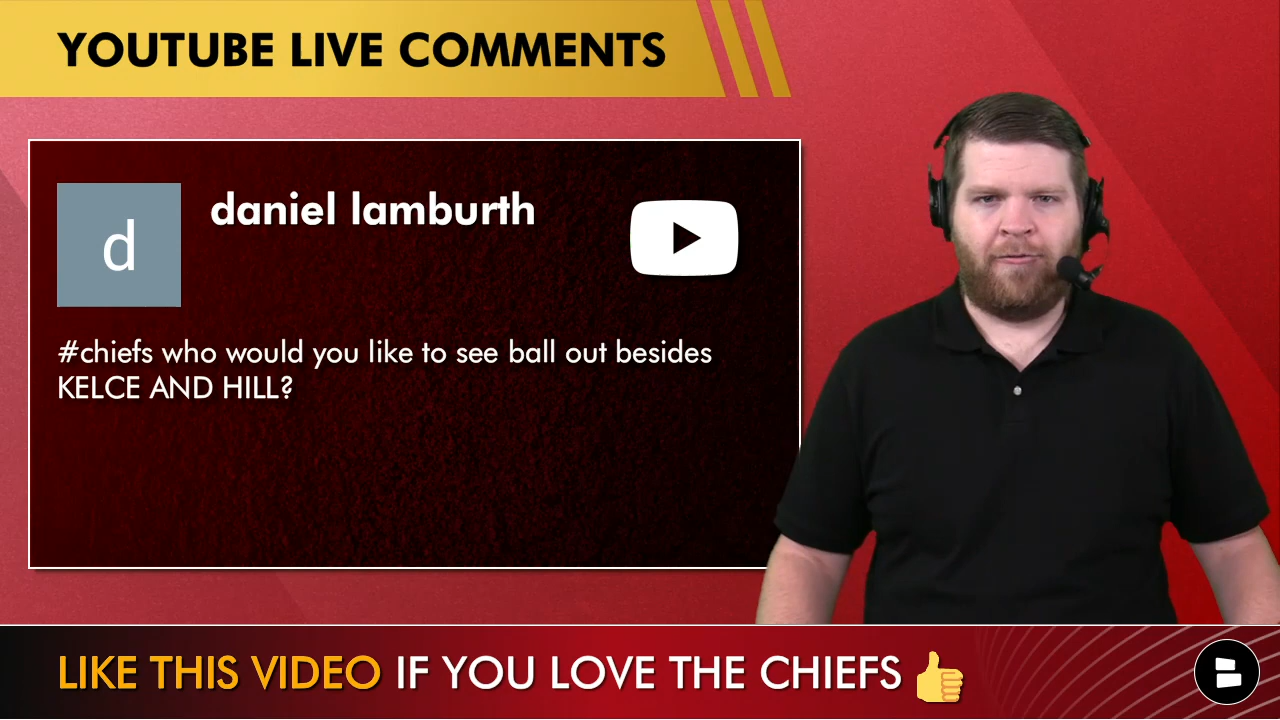 YOUTUBE LIVE COMMENTS
d
daniel lamburth
#chiefs who would you like to see ball out besides
KELCE AND HILL?
LIKE THIS VIDEO IF YOU LOVE THE CHIEFS